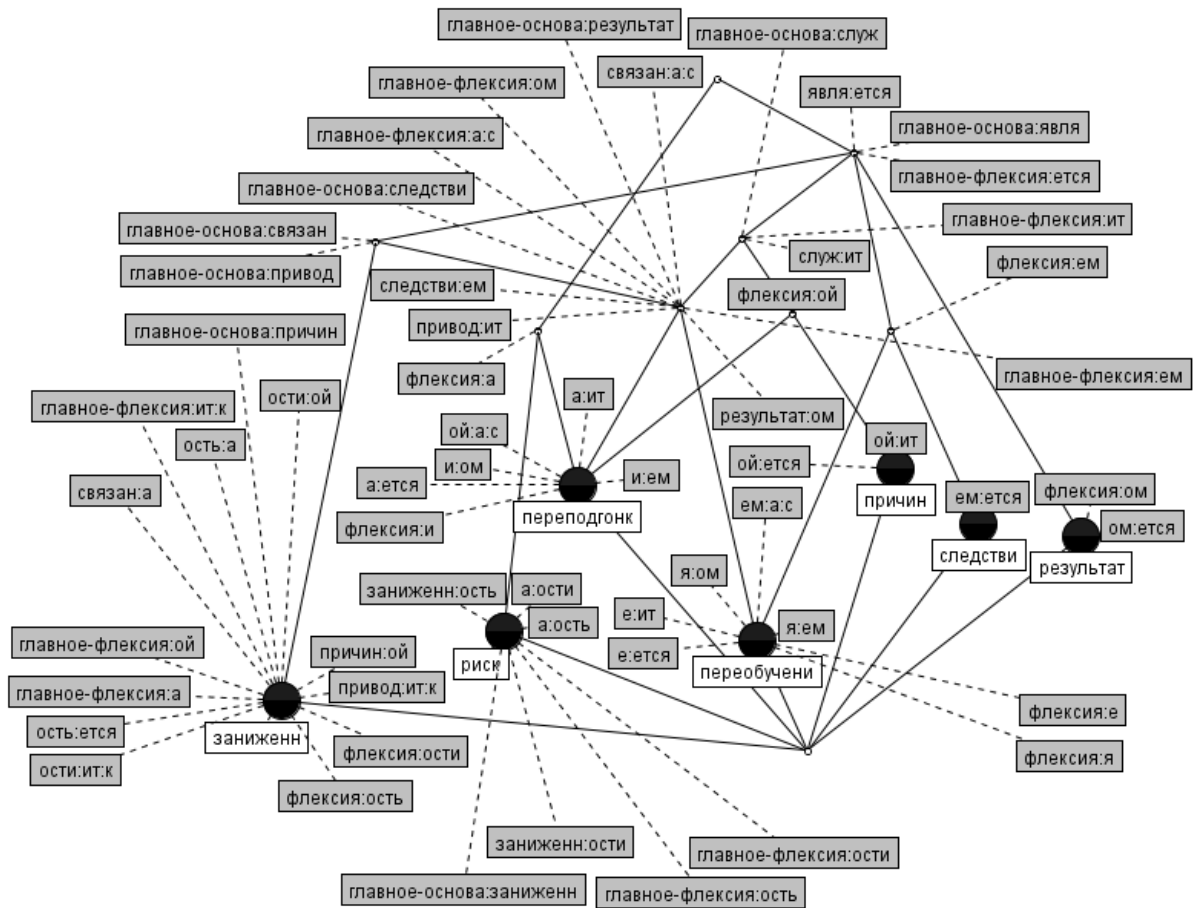 главное-основа:результат
главное-основа:служ
связан:а:с
главное-флексия:ом
явля:ется
главное-флексия:а:с
главное-основа:явля
главное-флексия:ется
главное-основа:следстви
главное-основа:связан
главное-флексия:ит
главное-основа:привод
служ:ит
флексия:ем
следстви:ем
флексия:ой
привод:ит
главное-основа:причин
флексия:а
главное-флексия:ем
ости:ой
а:ит
главное-флексия:ит:к
результат:ом
ой:а:с
ость:а
ой:ит
и:ом
ой:ется
а:ется
и:ем
связан:а
ем:ется
флексия:ом
ем:а:с
причин
переподгонк
флексия:и
ом:ется
следстви
результат
я:ом
заниженн:ость
а:ости
е:ит
а:ость
я:ем
главное-флексия:ой
причин:ой
е:ется
риск
переобучени
главное-флексия:а
привод:ит:к
флексия:е
ость:ется
заниженн
флексия:ости
флексия:я
ости:ит:к
флексия:ость
заниженн:ости
главное-флексия:ости
главное-основа:заниженн
главное-флексия:ость